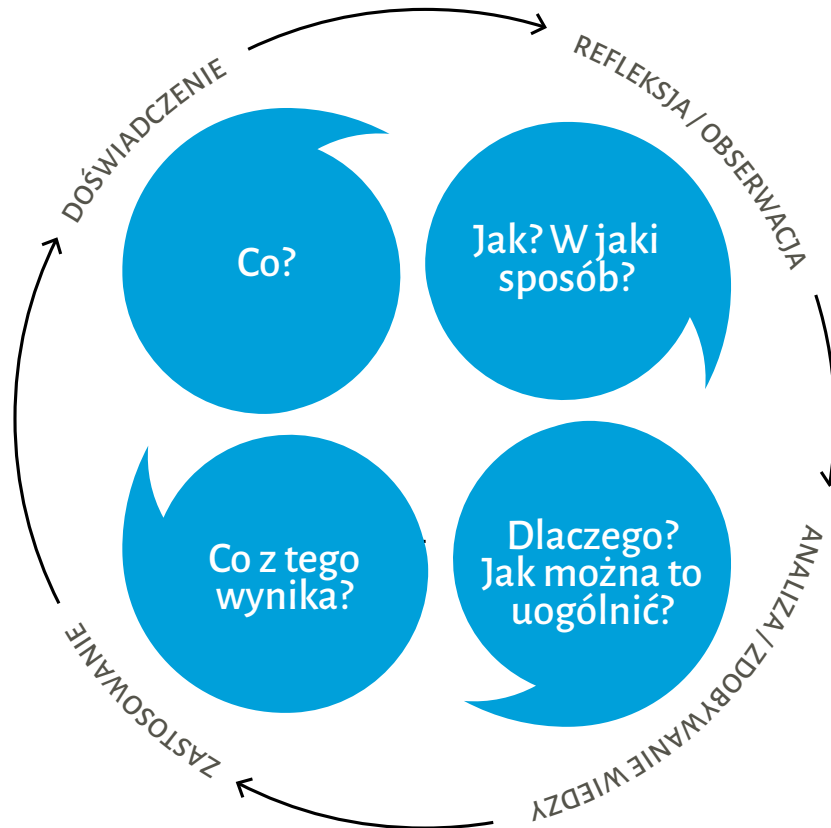 DOŚWIADCZENIE
REFLEKSJA / OBSERWACJA
Co?
Jak? W jaki
sposób?
Co z tego
wynika?
Dlaczego?
Jak można to
uogólnić?
ZASTOSOWANIE
ANALIZA / ZDOBYWANIE WIEDZY